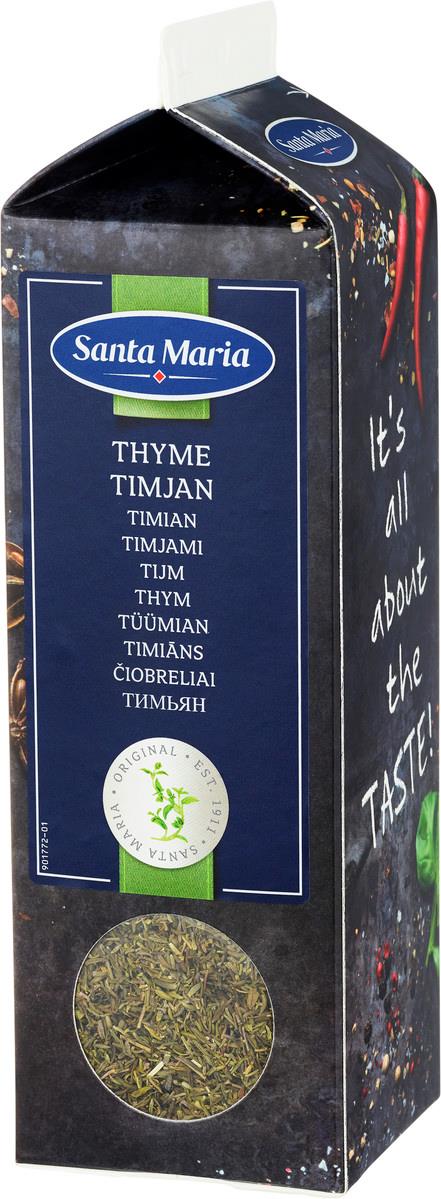 Santa Maria
THYME
TIMJAN
TIMIAN
TIMJAMI
TIJM
THYM
TÜÜMIAN
TIMIĀNS
ČIOBRELIAI
ТИМЬЯН
ORIGINAL • EST. 1911 • SANTA MARIA •
901772-01
Santa Maria
It's
all
about
the
TASTE!